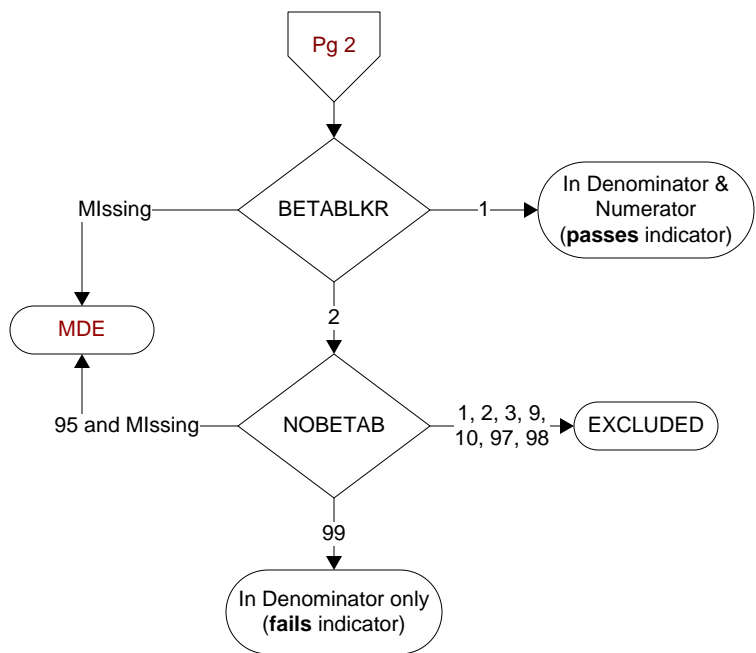 Pg 2
MIssing
BETABLKR
1
In Denominator &
Numerator
(passes indicator)
MDE
2
95 and MIssing
NOBETAB
1, 2, 3, 9,
10, 97, 98
EXCLUDED
99
In Denominator only
(fails indicator)